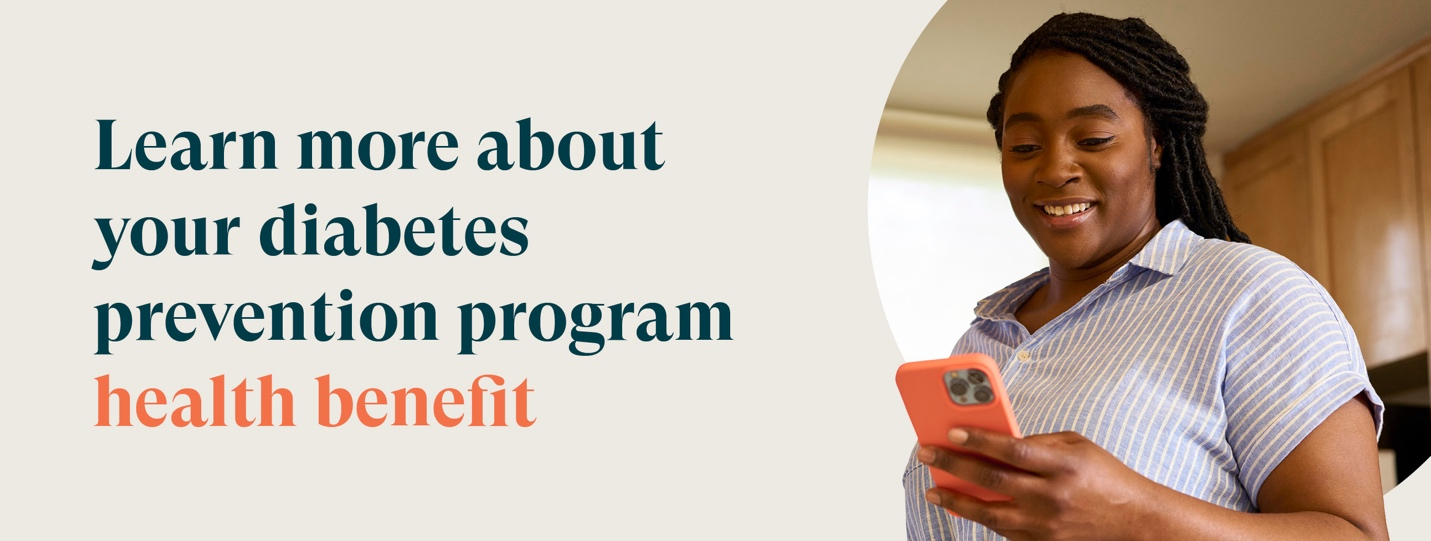 Learn more about
your diabetes
prevention program
health benefit